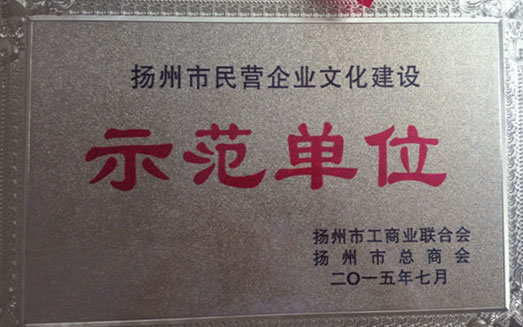 扬州市民营企业文化建设
示范单位
扬州市工商业联合会
扬州市总商会
二〇一五年七月